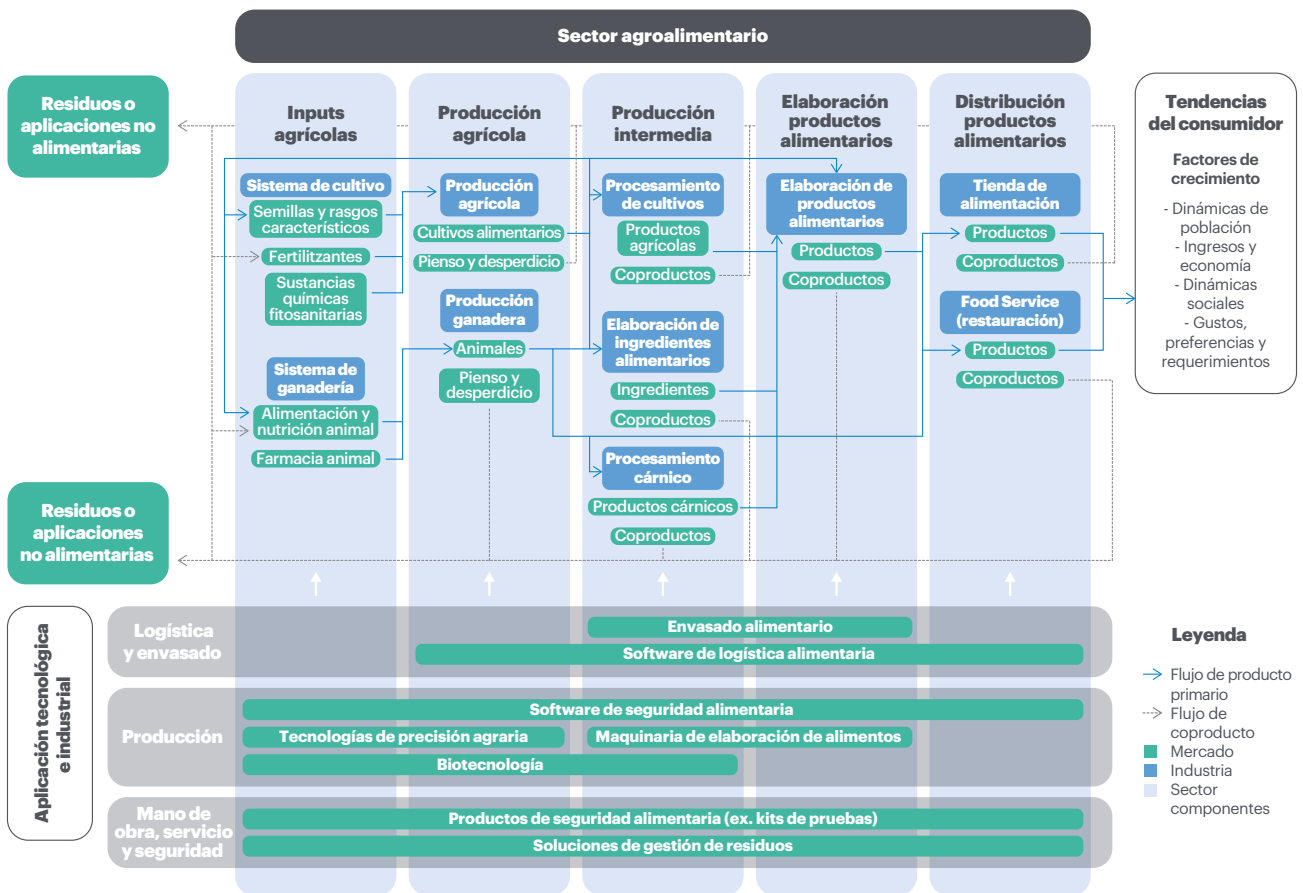 Sector agroalimentario
Residuos o
aplicaciones no
alimentarias
Residuos o
aplicaciones
no alimentarias
Inputs
agrícolas
Sistema de cultivo
Semillas y rasgos
característicos
Fertilitzantes
Sustancias
químicas
fitosanitarias
Sistema de
ganadería
Alimentación y
nutrición animal
Farmacia animal
Producción
agrícola
Producción
agrícola
Cultivos alimentarios
Pienso y desperdicio
Producción
ganadera
Animales
Pienso y
desperdicio
Producción
intermedia
Procesamiento
de cultivos
Productos
agrícolas
Coproductos
Elaboración de
ingredientes
alimentarios
Ingredientes
Coproductos
Procesamiento
cárnico
Productos cárnicos
Coproductos
Elaboración
productos
alimentarios
Elaboración de
productos
alimentarios
Productos
Coproductos
Distribución
productos
alimentarios
Tienda de
alimentación
Productos
Coproductos
Food Service
(restauración)
Productos
Coproductos
Tendencias
del consumidor
Factores de
crecimiento
- Dinámicas de
población
- Ingresos y
economía
- Dinámicas
sociales
- Gustos,
preferencias y
requerimientos
Aplicación tecnológica
e industrial
Logística
y envasado
Envasado alimentario
Software de logística alimentaria
Producción
Software de seguridad alimentaria
Tecnologías de precisión agraria
Maquinaria de elaboración de alimentos
Biotecnología
Mano de
obra, servicio
y seguridad
Productos de seguridad alimentaria (ex. kits de pruebas)
Soluciones de gestión de residuos
Leyenda
Flujo de producto
primario
Flujo de
coproducto
Mercado
Industria
Sector
componentes